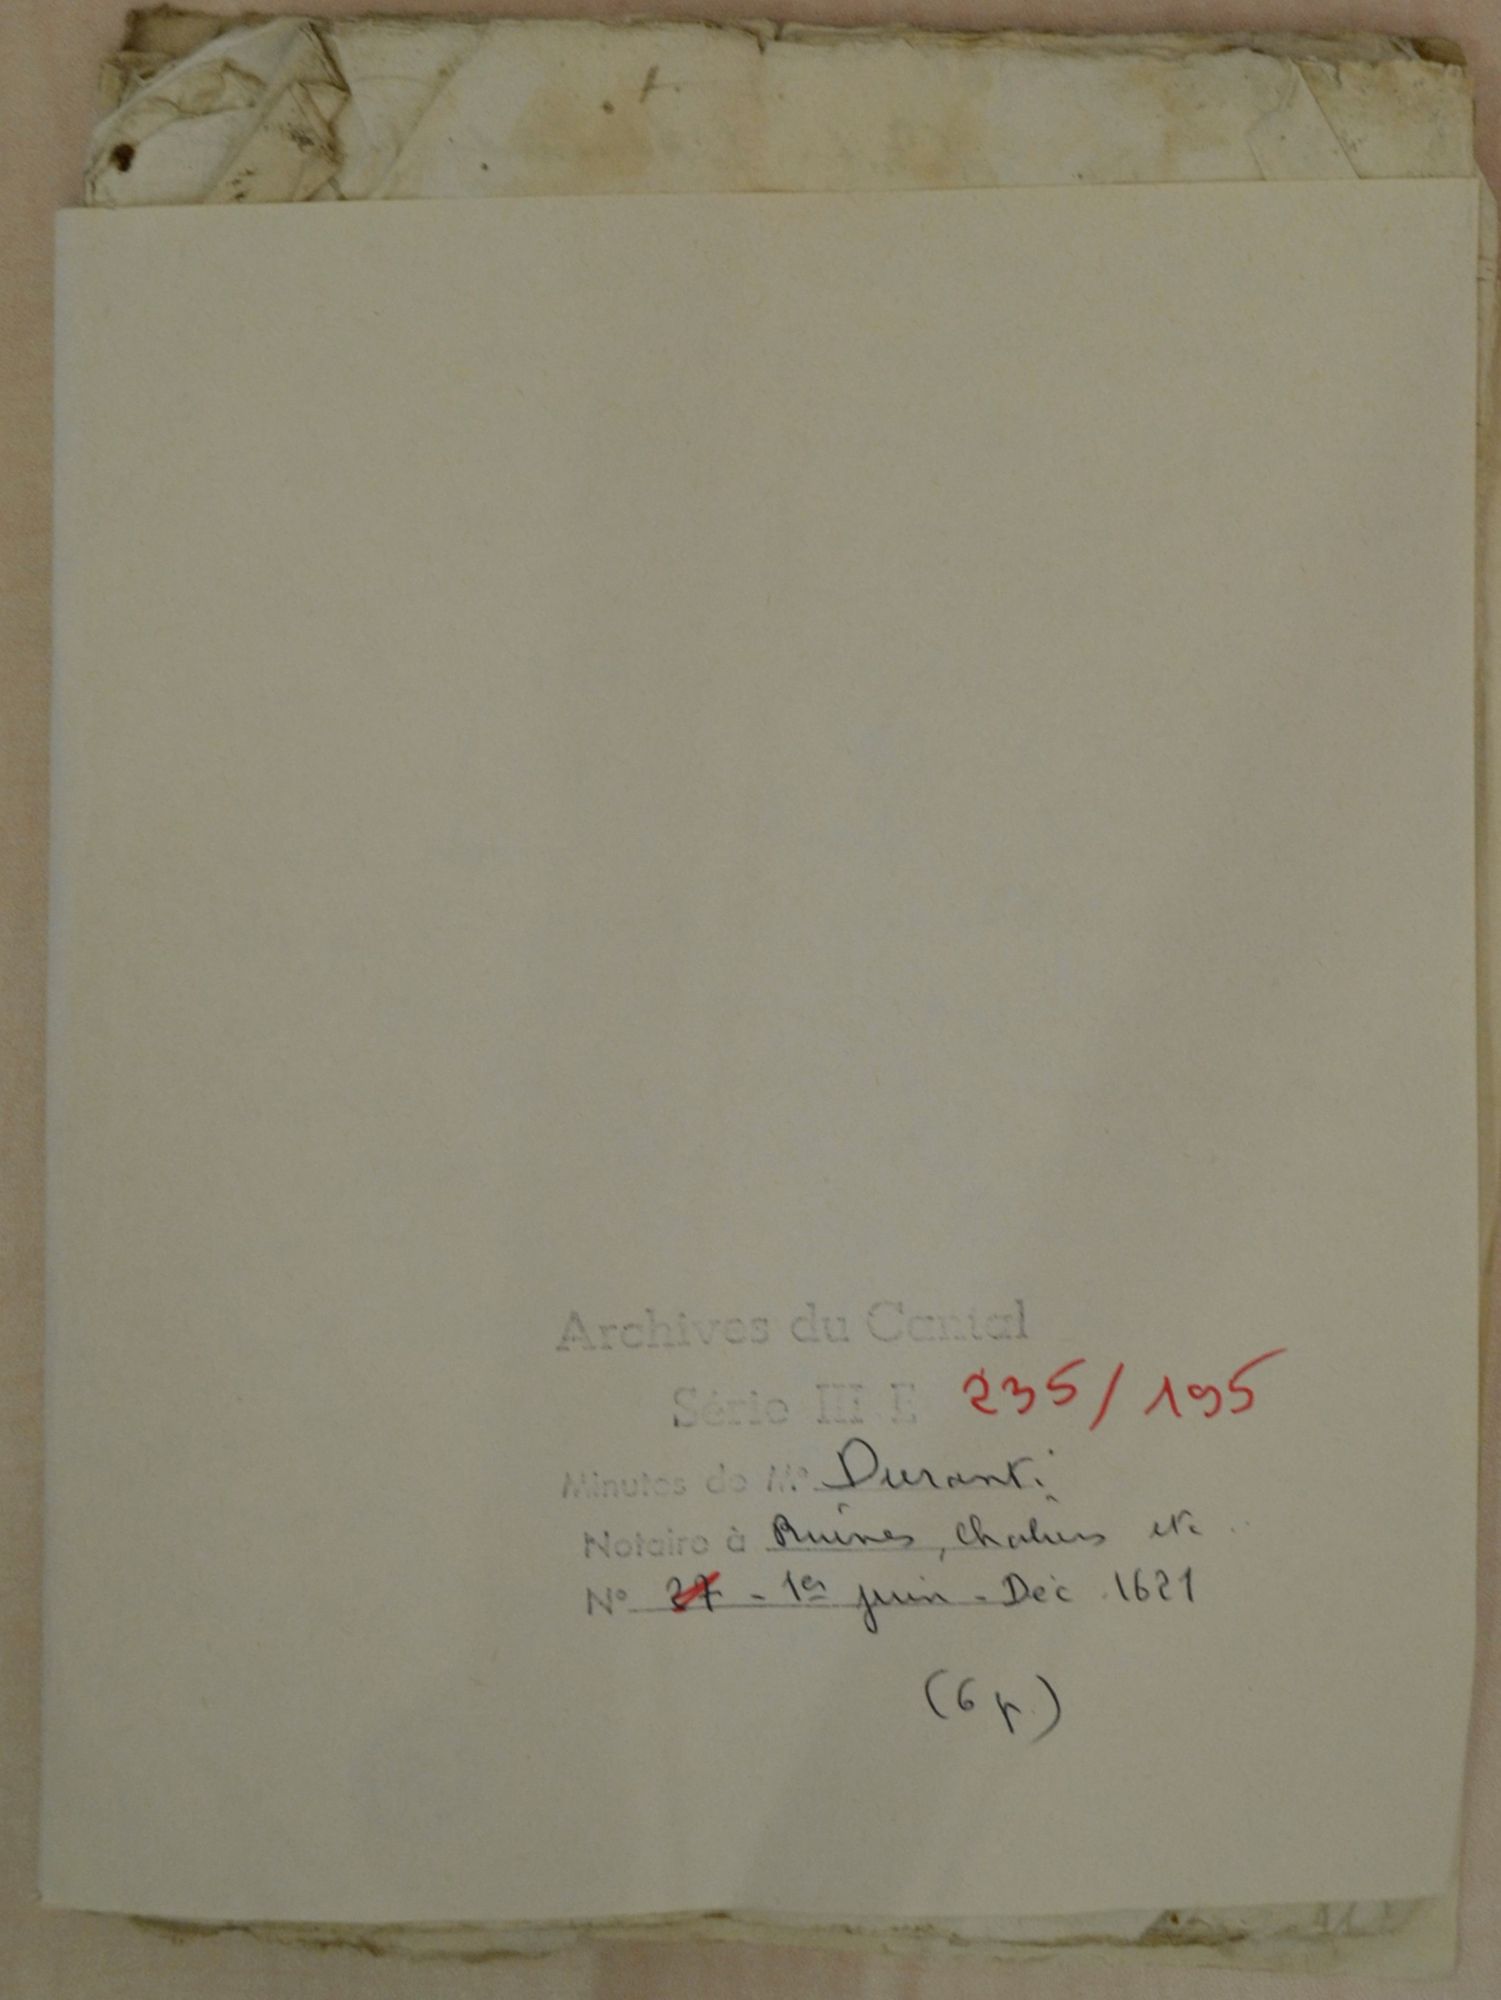 Archives du Cantal
Série III E 235/195
Minutes de Me Duranti
Notaire à Ruines, Chaliers etc
N° 37 - 1er juin - Déc 1621
(6 p.)